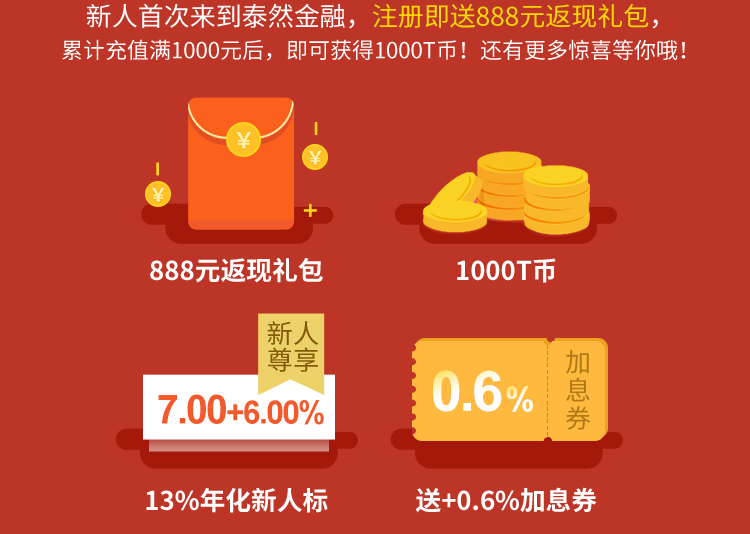 新人首次来到泰然金融，注册即送888元返现礼包，
累计充值满1000元后，即可获得1000T币！还有更多惊喜等你哦！
¥
¥
¥
888元返现礼包
1000T币
新人
尊享
7.00+6.00%
13%年化新人标
0.6%
加息券
送+0.6%加息券